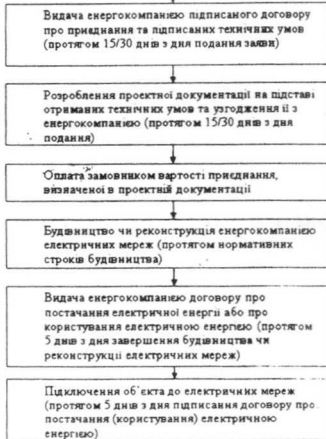 Видача енергокомпанією підписаного договору
про приєднання та підписаних технічних умов
(протягом 15/30 днів з дня подання заяви)
Розроблення проектної документації на підставі
отриманих технічних умов та узгодження її з
енергокомпанією (протягом 15/30 днів з дня
подання)
Оплата замовником вартості приєднання,
визначеної в проектній документації
Будівництво чи реконструкція енергокомпанією
електричних мереж (протягом нормативних
строків будівництва)
Видача енергокомпанією договору про
постачання електричної енергії або про
користування електричною енергією (протягом
5 днів з дня завершення будівництва чи
реконструкції електричних мереж)
Підключення об'єкта до електричних мереж
(протягом 5 днів з дня підписання договору про
постачання (користування) електричною
енергією)